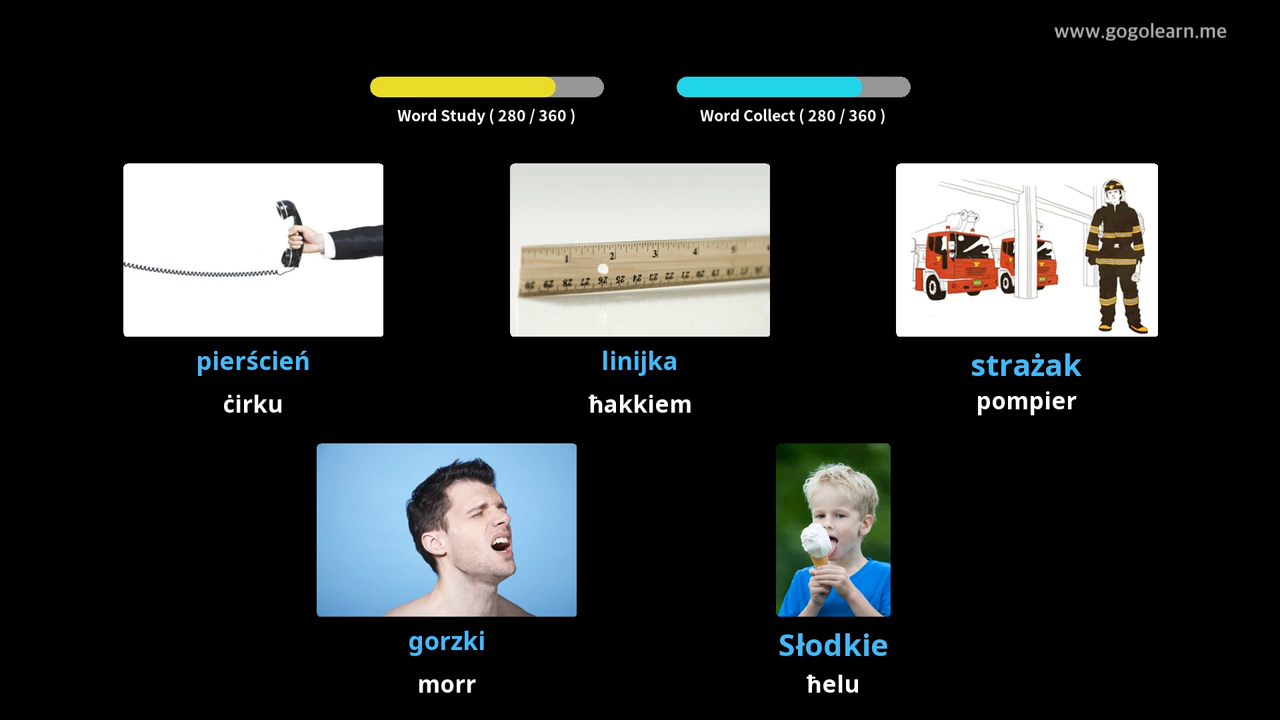 www.gogolearn.me
Word Study ( 280 / 360 )
Word Collect ( 280 / 360 )
pierścień
ċirku
linijka
ħakkiem
strażak
pompier
gorzki
morr
Słodkie
ħelu